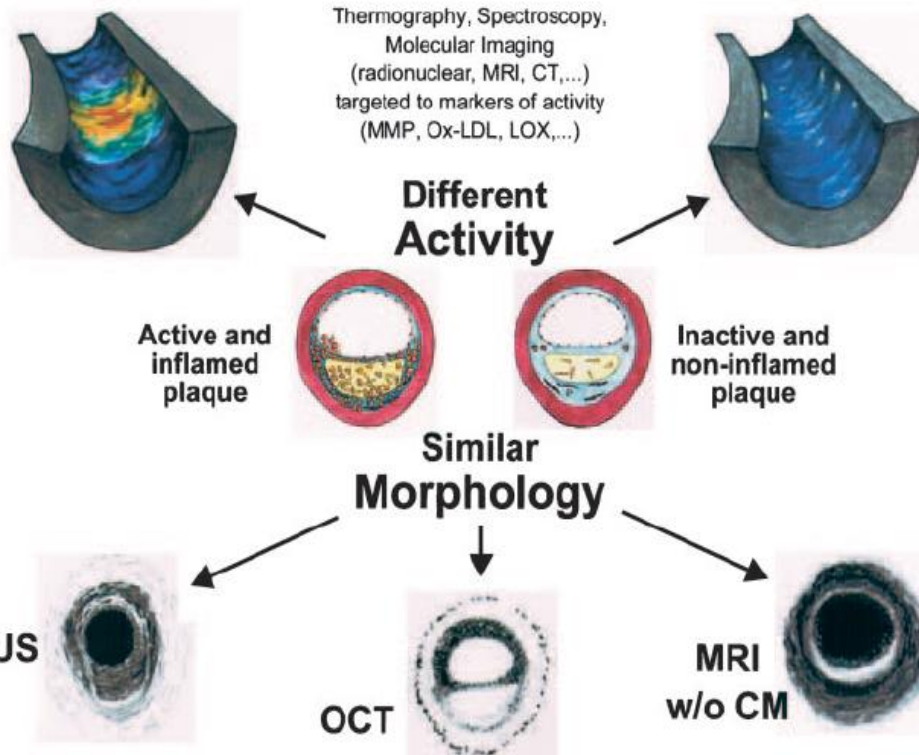 Thermography, Spectroscopy,
Molecular Imaging
(radionuclear, MRI, CT,...)
targeted to markers of activity
(MMP, Ox-LDL, LOX,...)
Different
Activity
Active and
inflamed
plaque
Inactive and
non-inflamed
plaque
Similar
Morphology
US
OCT
MRI
w/o CM